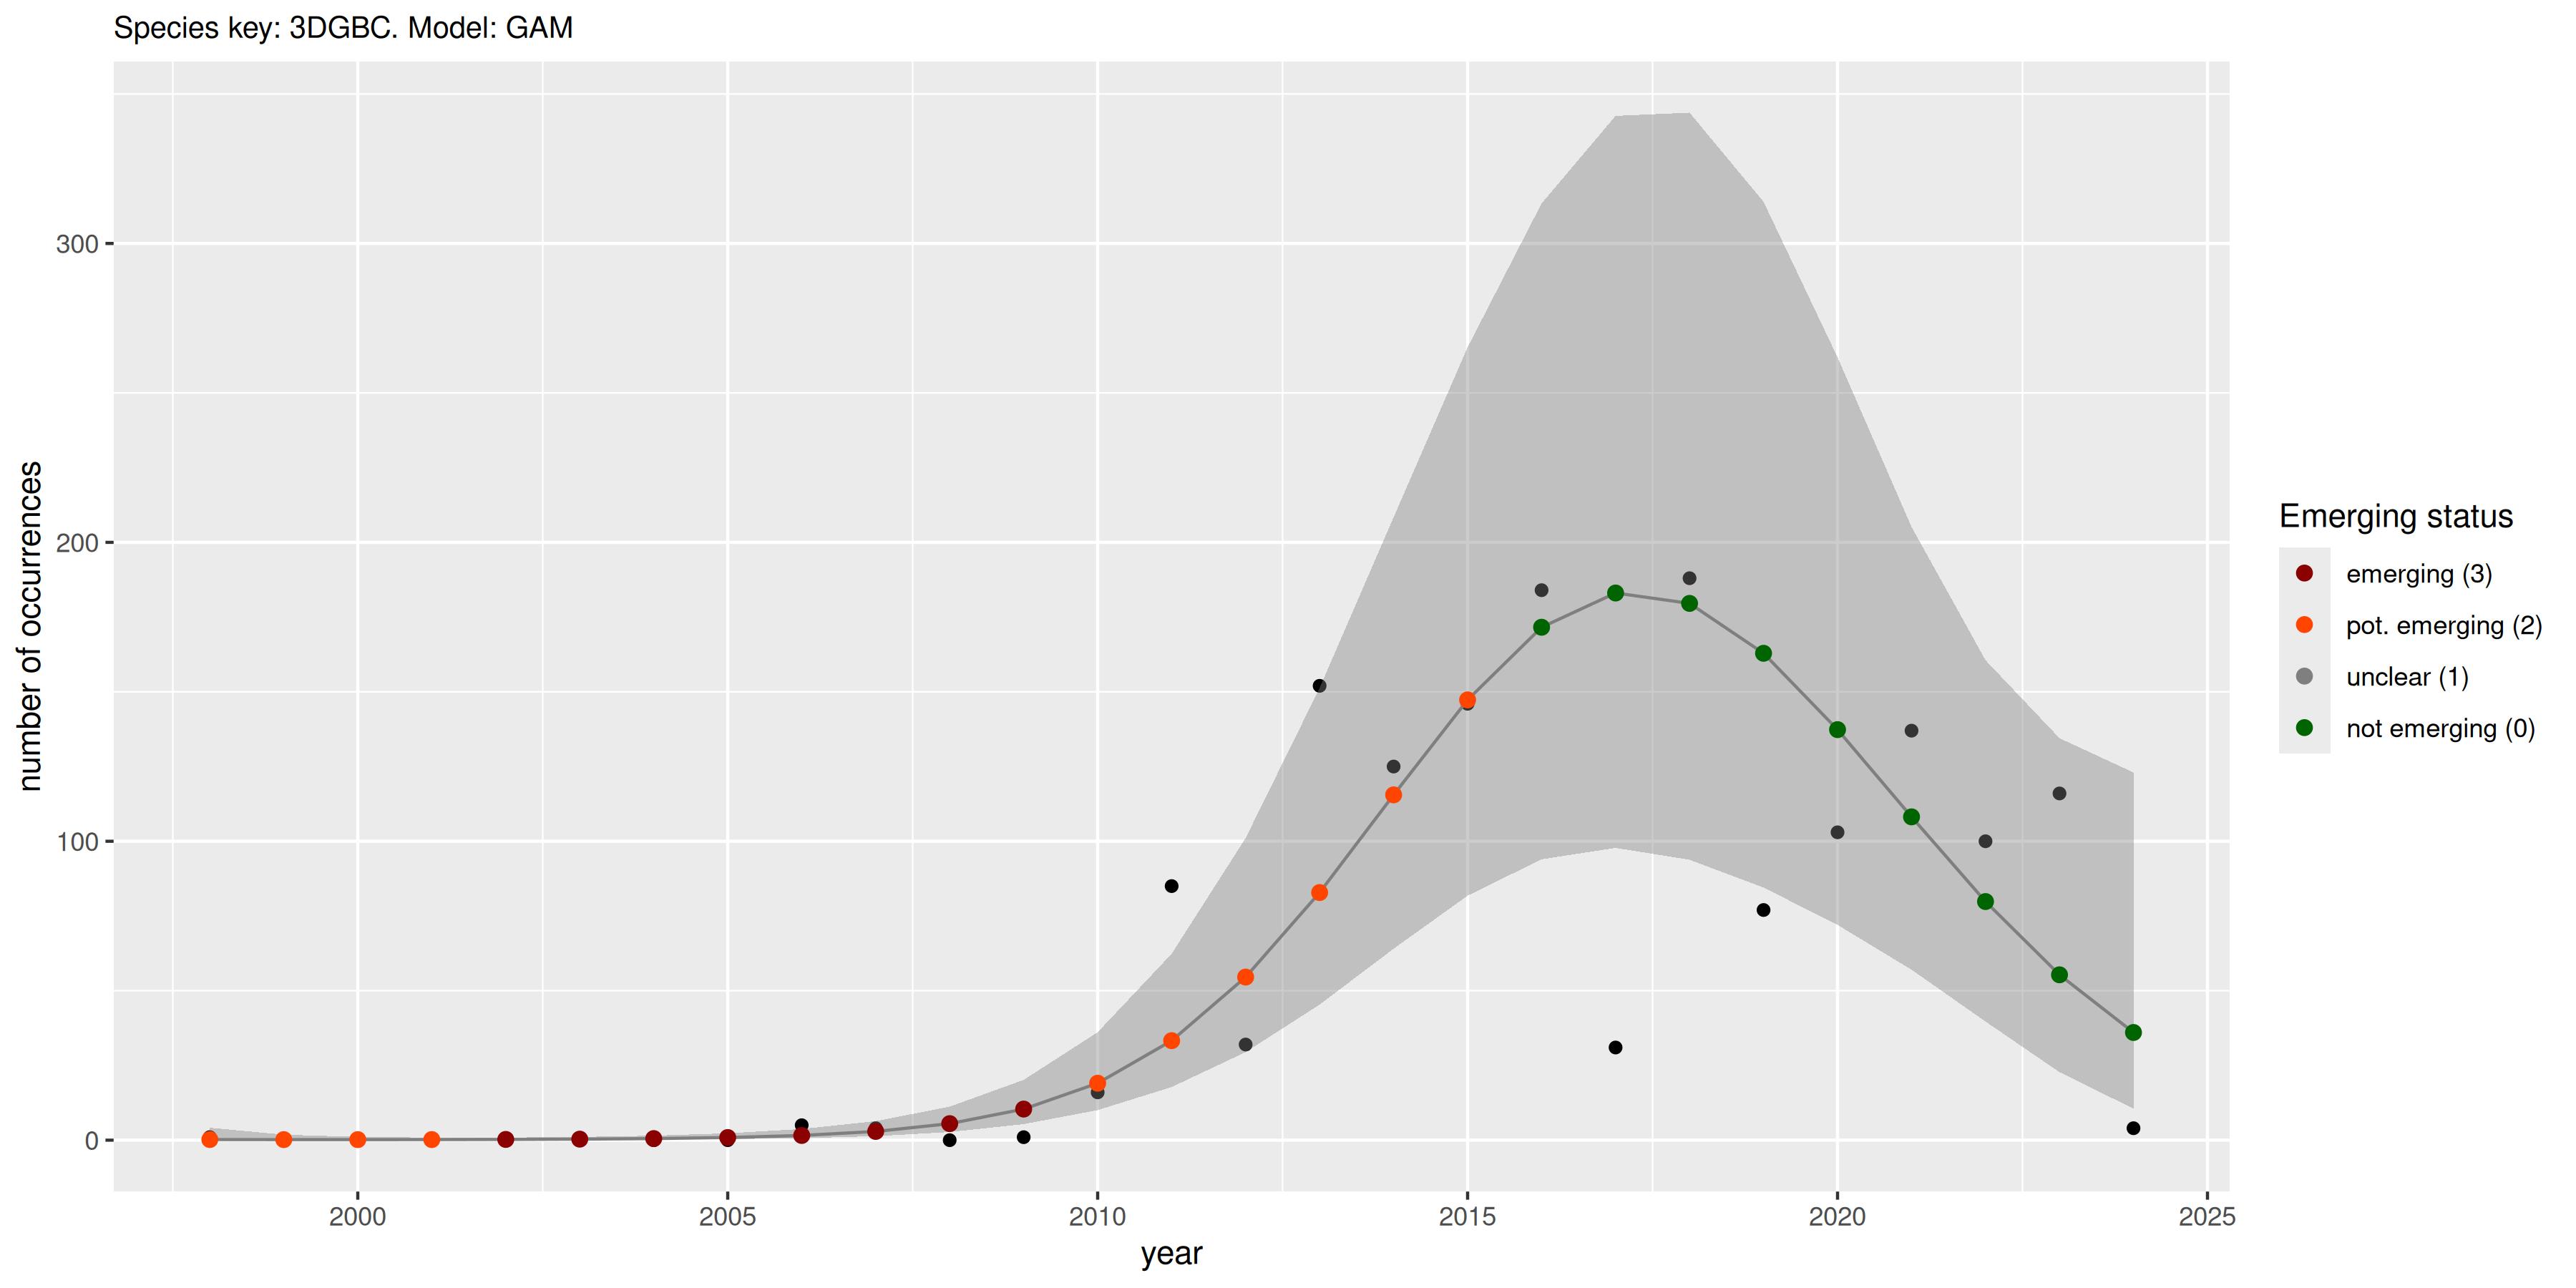 Species key: 3DGBC. Model: GAM
number of occurrences
300
200
100
0
2000
2005
2010
2015
2020
2025
year
Emerging status
emerging (3)
pot. emerging (2)
unclear (1)
not emerging (0)